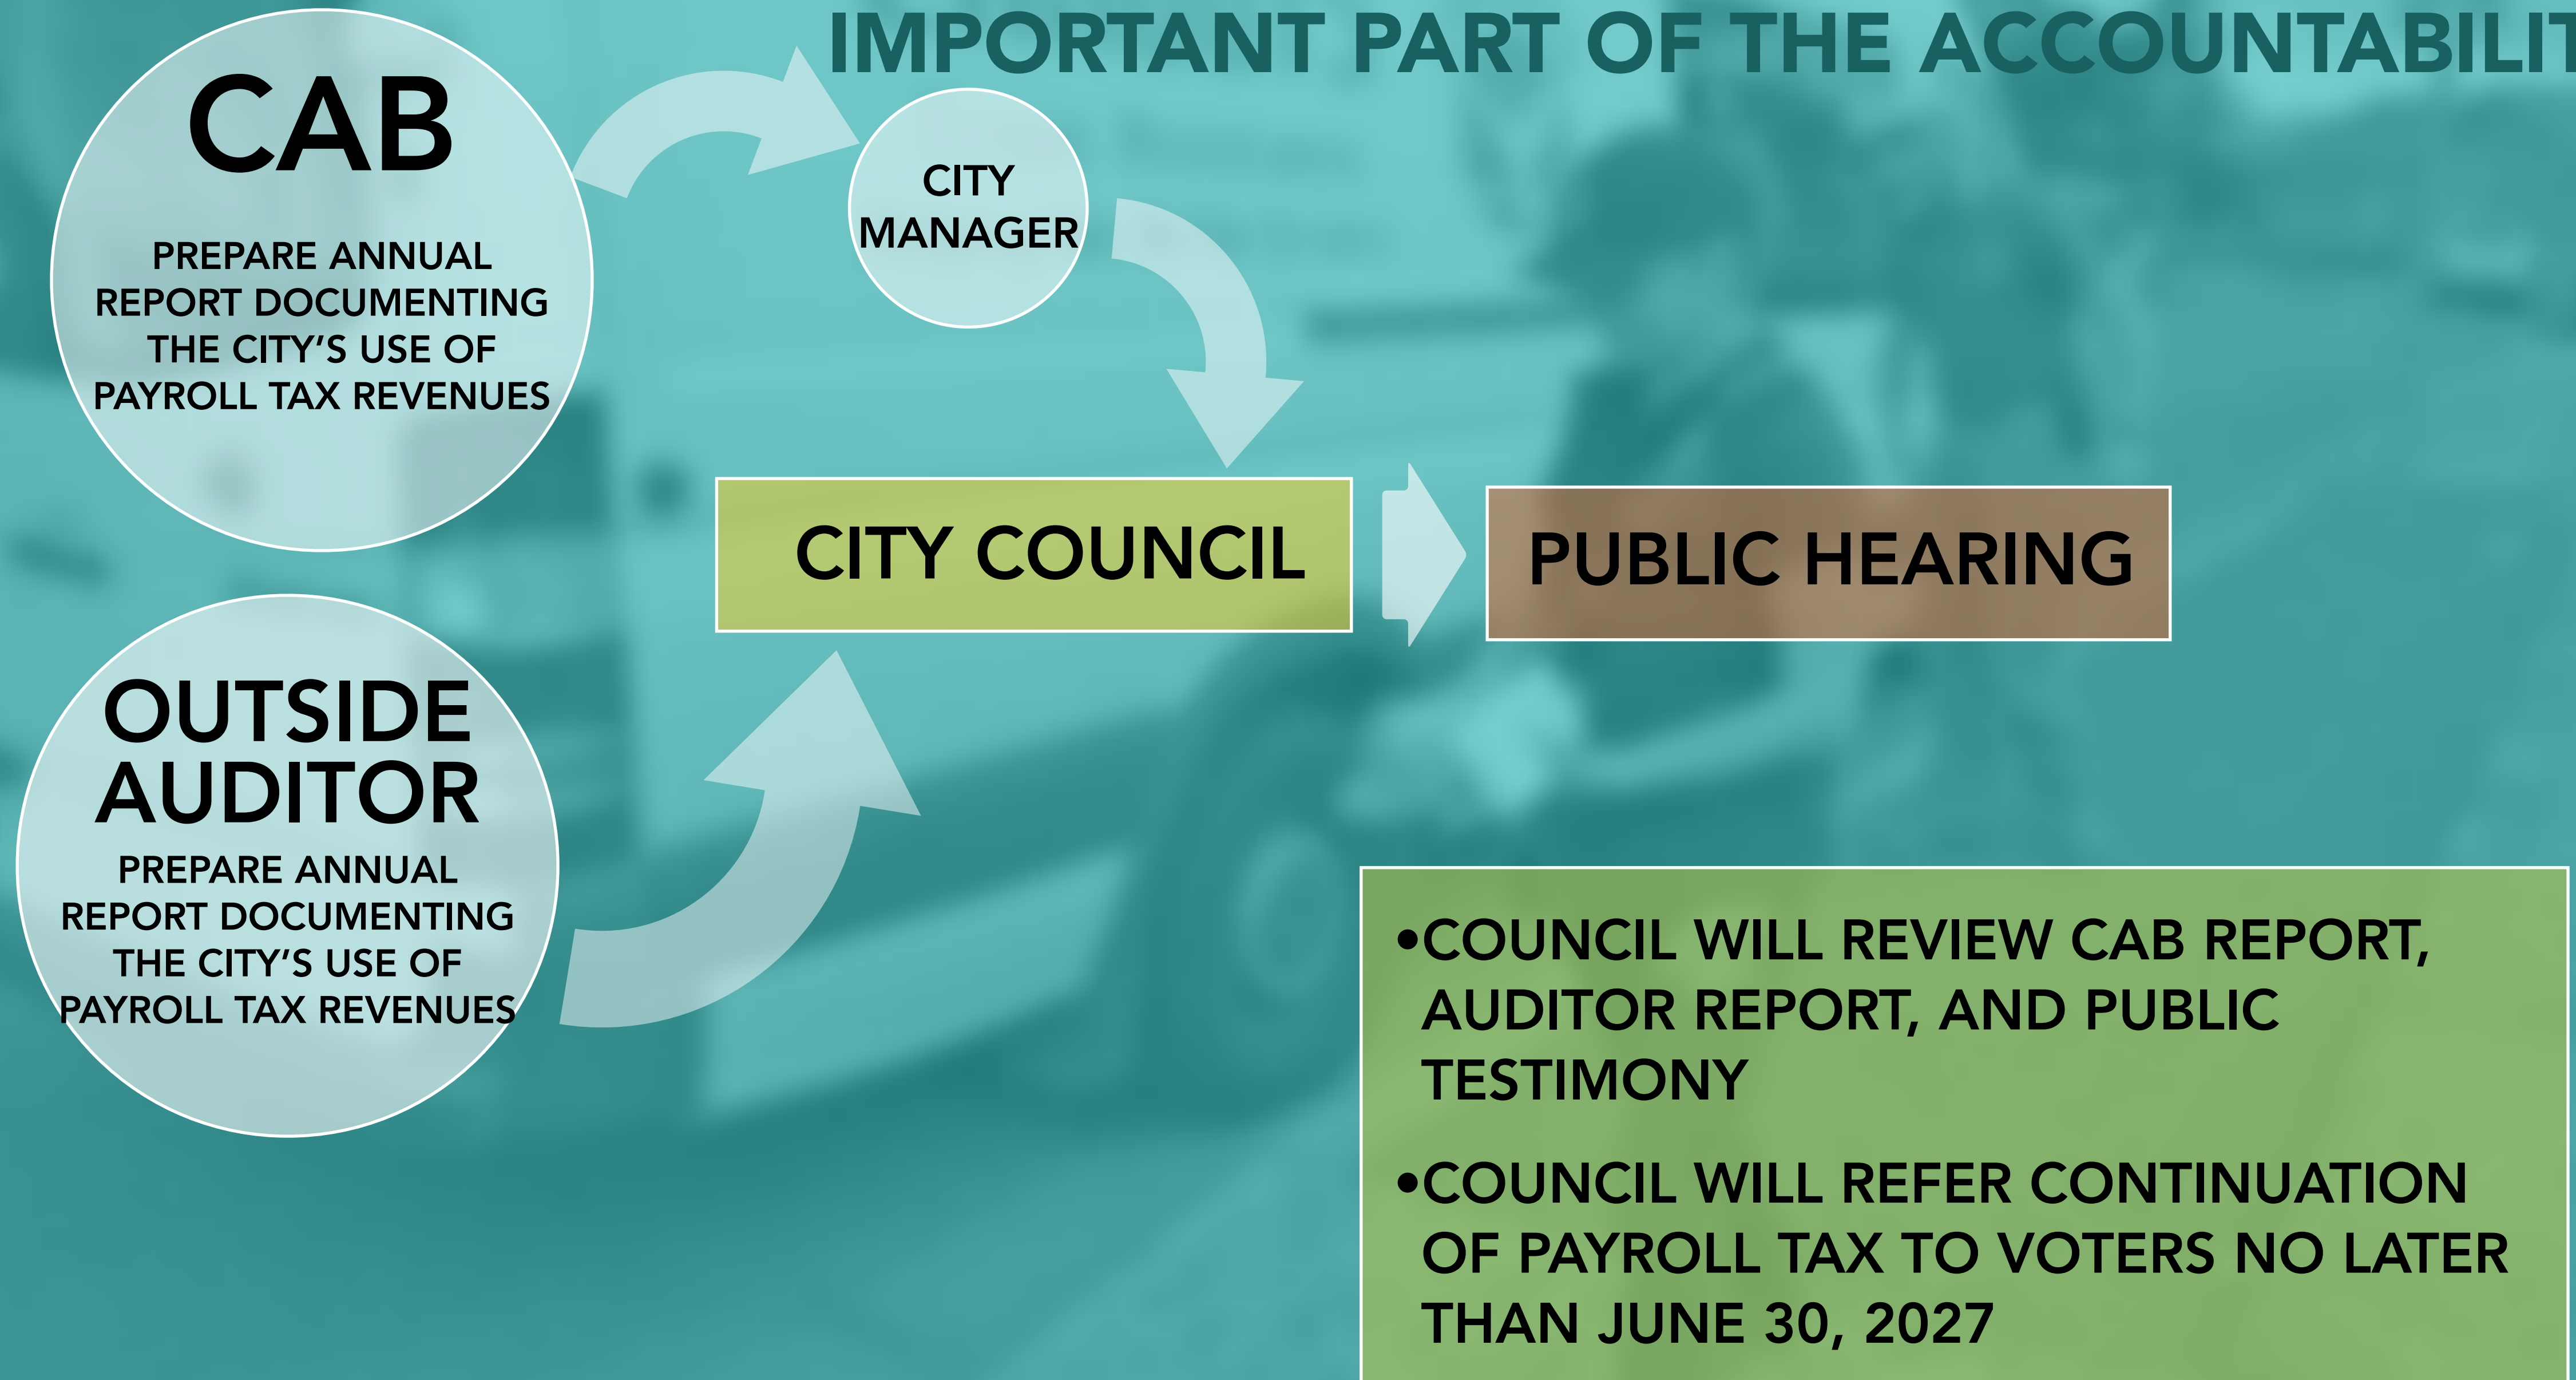 IMPORTANT PART OF THE ACCOUNTABILIT
CAB
PREPARE ANNUAL
REPORT DOCUMENTING
THE CITY’S USE OF
PAYROLL TAX REVENUES
CITY
MANAGER
CITY COUNCIL
PUBLIC HEARING
OUTSIDE
AUDITOR
PREPARE ANNUAL
REPORT DOCUMENTING
THE CITY’S USE OF
PAYROLL TAX REVENUES
•COUNCIL WILL REVIEW CAB REPORT,
AUDITOR REPORT, AND PUBLIC
TESTIMONY
•COUNCIL WILL REFER CONTINUATION
OF PAYROLL TAX TO VOTERS NO LATER
THAN JUNE 30, 2027